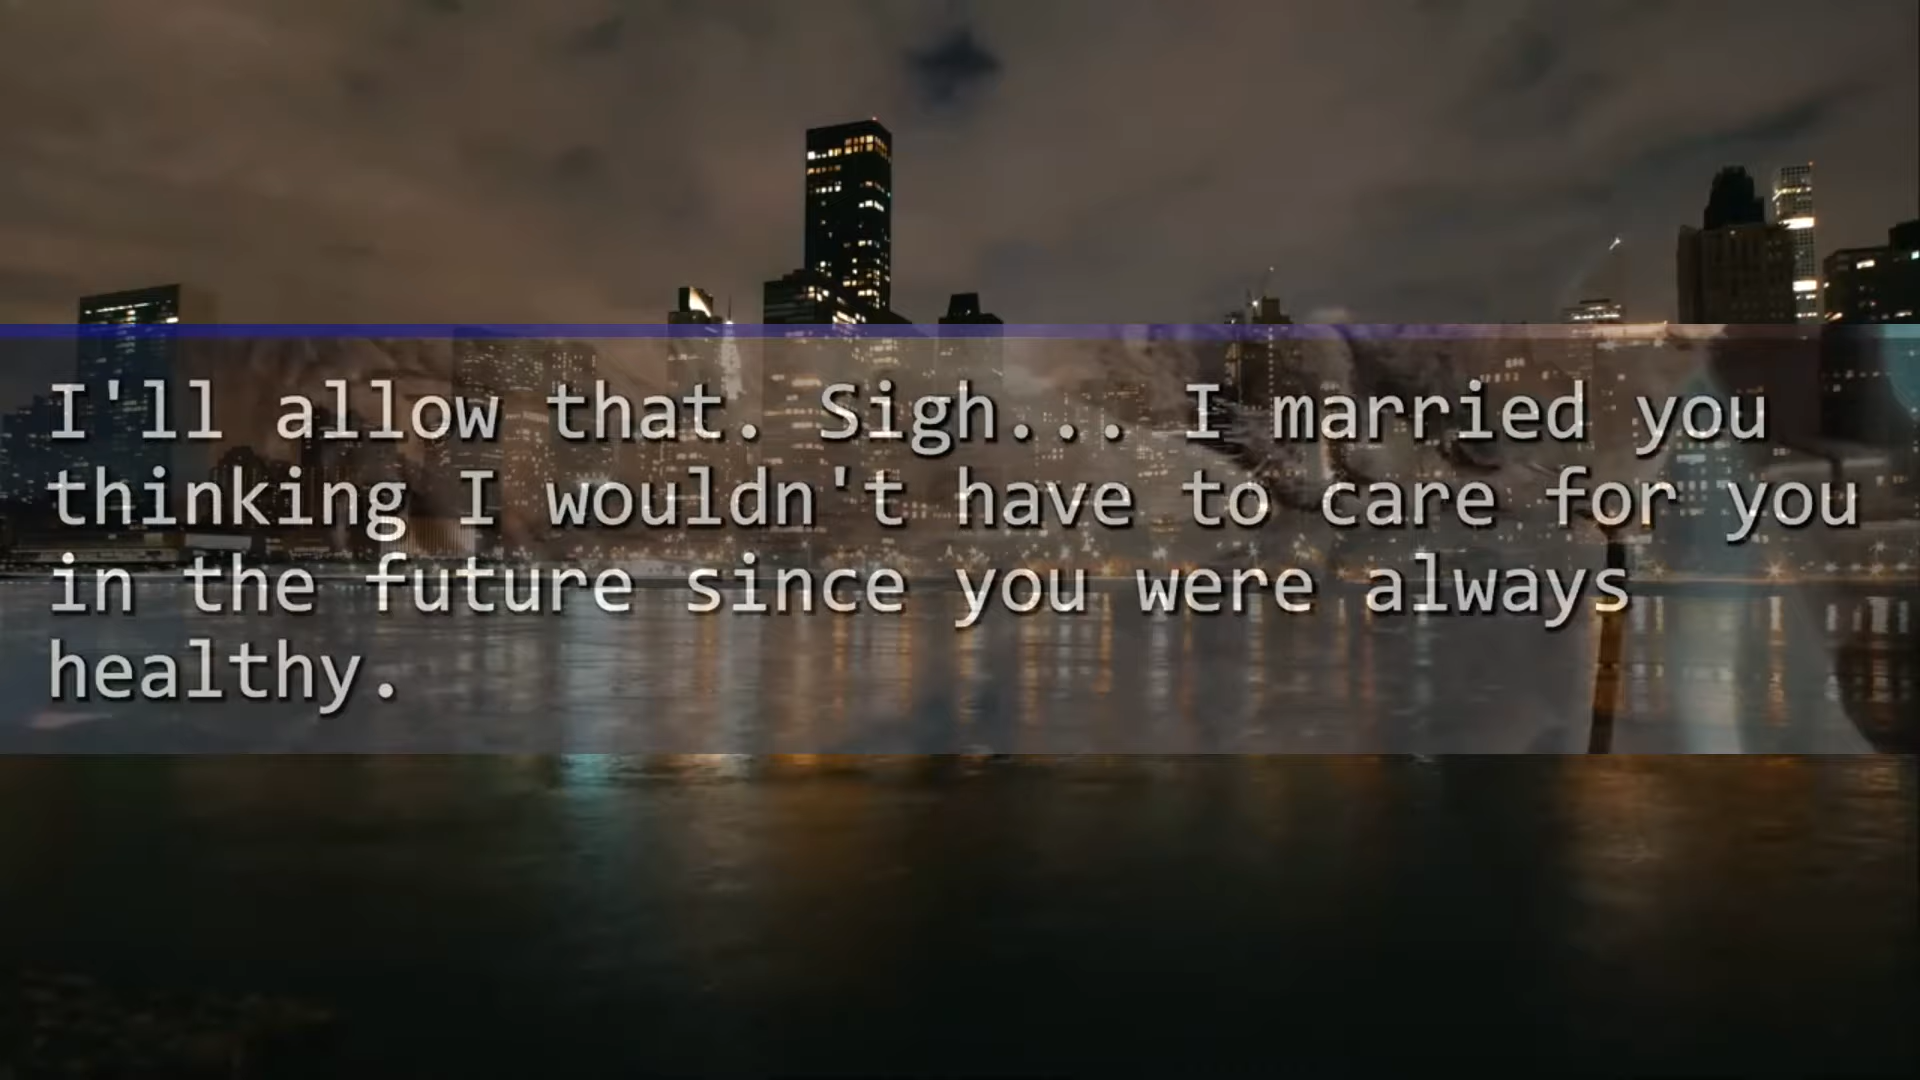 I'll allow that. Sigh... I married you
thinking I wouldn't have to care for you
in the future since you were always
healthy.